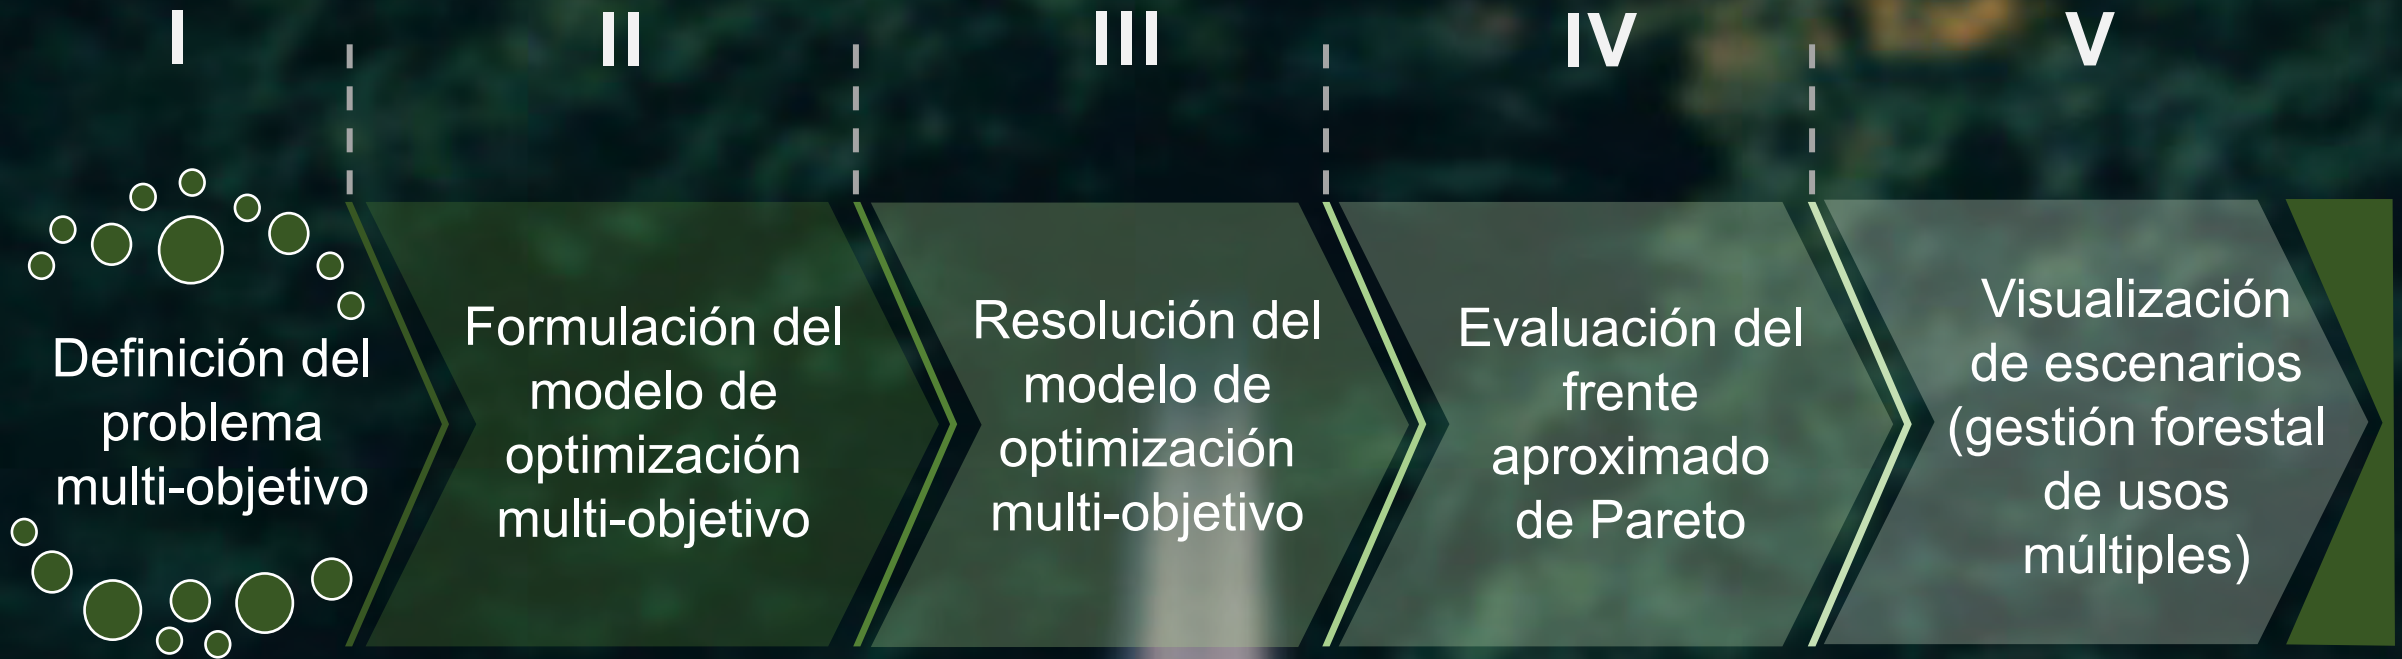 I
II
III
IV
V
Definición del
problema
multi-objetivo
Formulación del
modelo de
optimización
multi-objetivo
Resolución del
modelo de
optimización
multi-objetivo
Evaluación del
frente
aproximado
de Pareto
Visualización
de escenarios
(gestión forestal
de usos
múltiples)